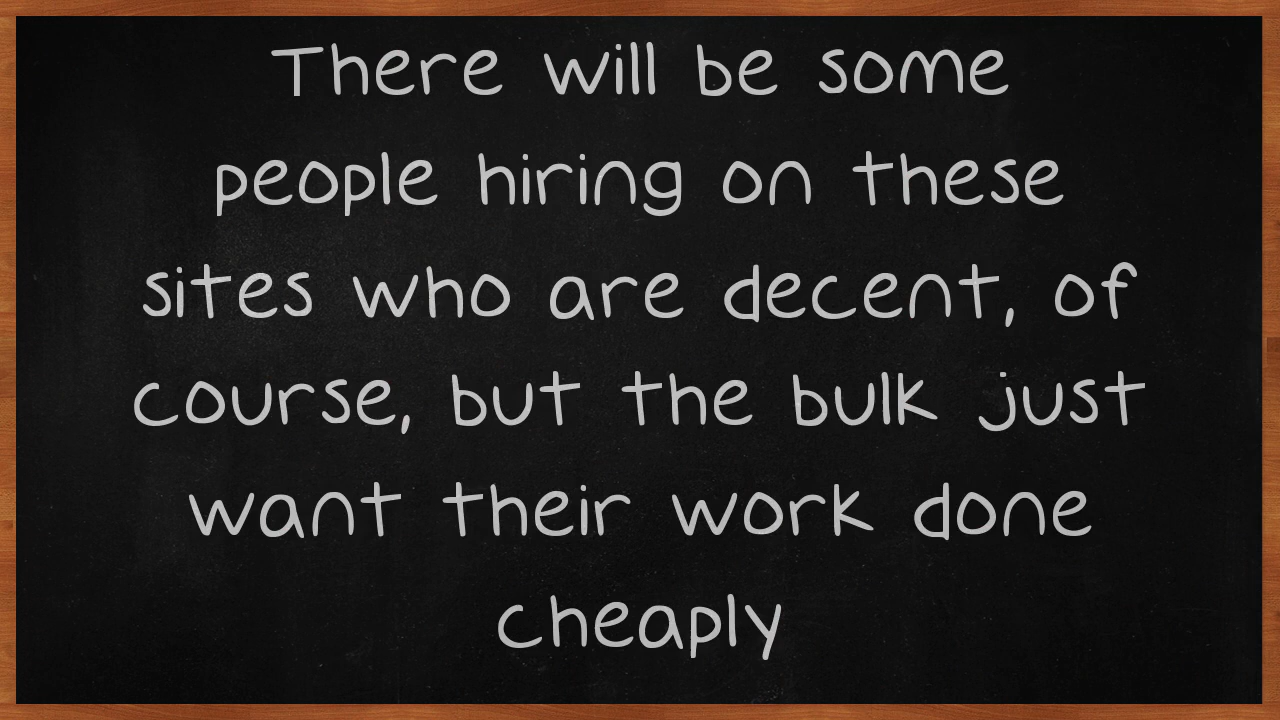 There will be some
people hiring on these
sites who are decent, of
course, but the bulk just
want their work done
cheaply